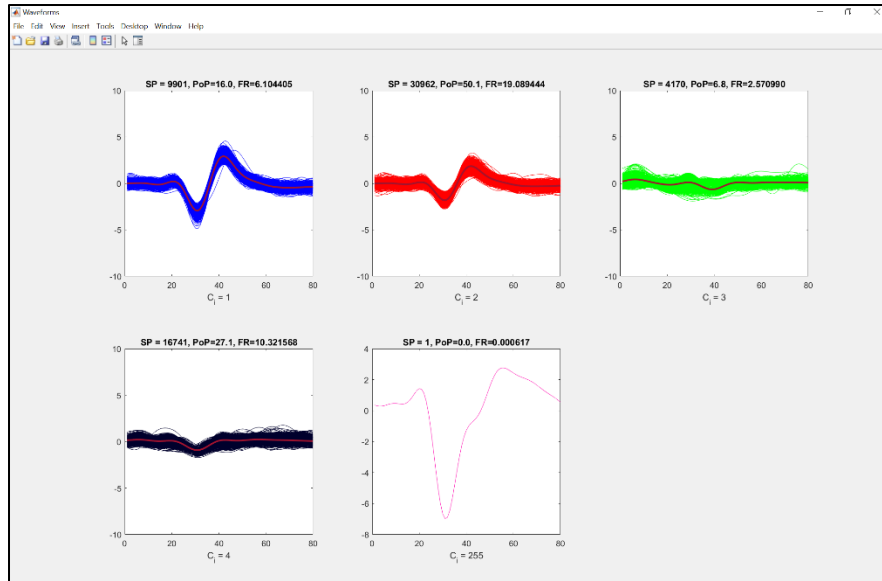 Waveforms
File Edit View Insert Tools Desktop Window Help
SP = 9901, PoP=16.0, FR=6.104405
10
5
0
-5
-10
0 20 40 60 80
C_i = 1
SP = 30962, PoP=50.1, FR=19.089444
10
5
0
-5
-10
0 20 40 60 80
C_i = 2
SP = 4170, PoP=6.8, FR=2.570990
10
5
0
-5
-10
0 20 40 60 80
C_i = 3
SP = 16741, PoP=27.1, FR=10.321568
10
5
0
-5
-10
0 20 40 60 80
C_i = 4
SP = 1, PoP=0.0, FR=0.000617
4
2
0
-2
-4
-6
-8
0 20 40 60 80
C_i = 255